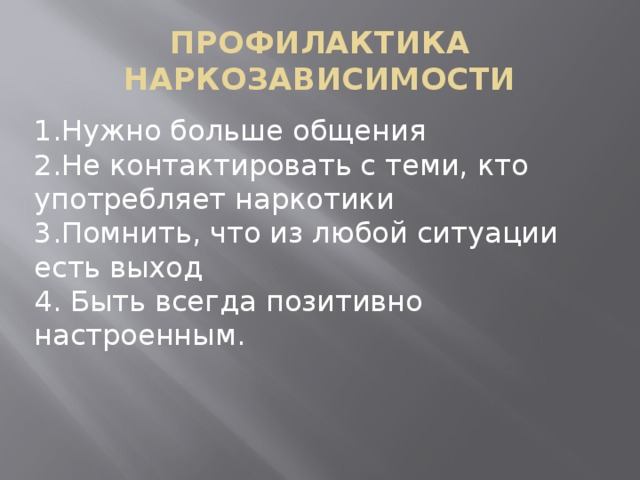 ПРОФИЛАКТИКА
НАРКОЗАВИСИМОСТИ
1.Нужно больше общения
2.Не контактировать с теми, кто
употребляет наркотики
3.Помнить, что из любой ситуации
есть выход
4. Быть всегда позитивно
настроенным.